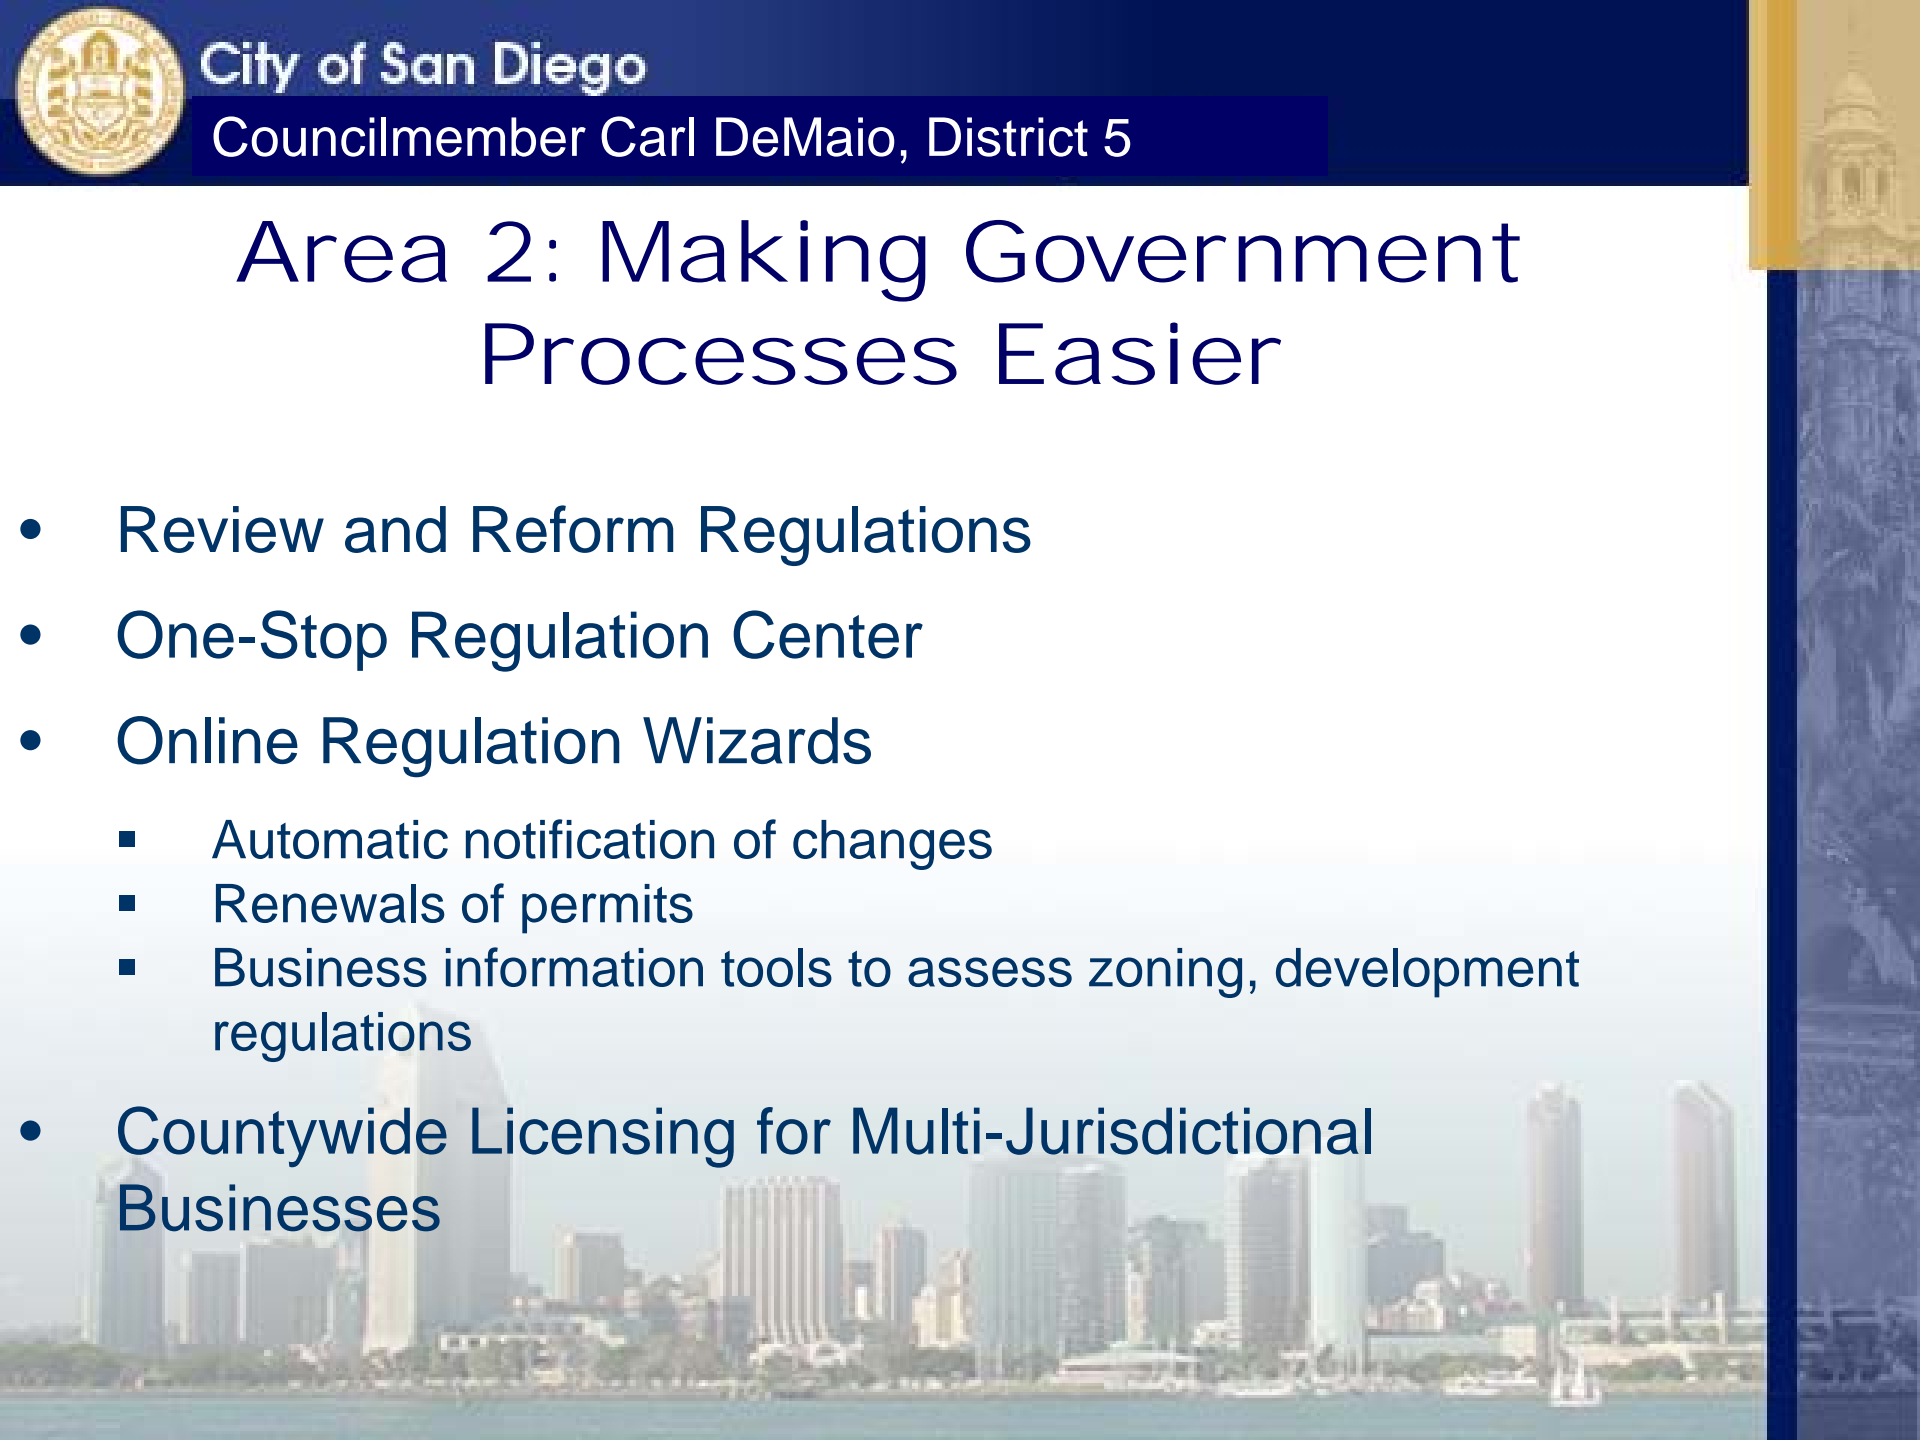 City of San Diego
Councilmember Carl DeMaio, District 5
Area 2: Making Government
Processes Easier
• Review and Reform Regulations
• One-Stop Regulation Center
• Online Regulation Wizards
▪ Automatic notification of changes
▪ Renewals of permits
▪ Business information tools to assess zoning, development
regulations
• Countywide Licensing for Multi-Jurisdictional
Businesses